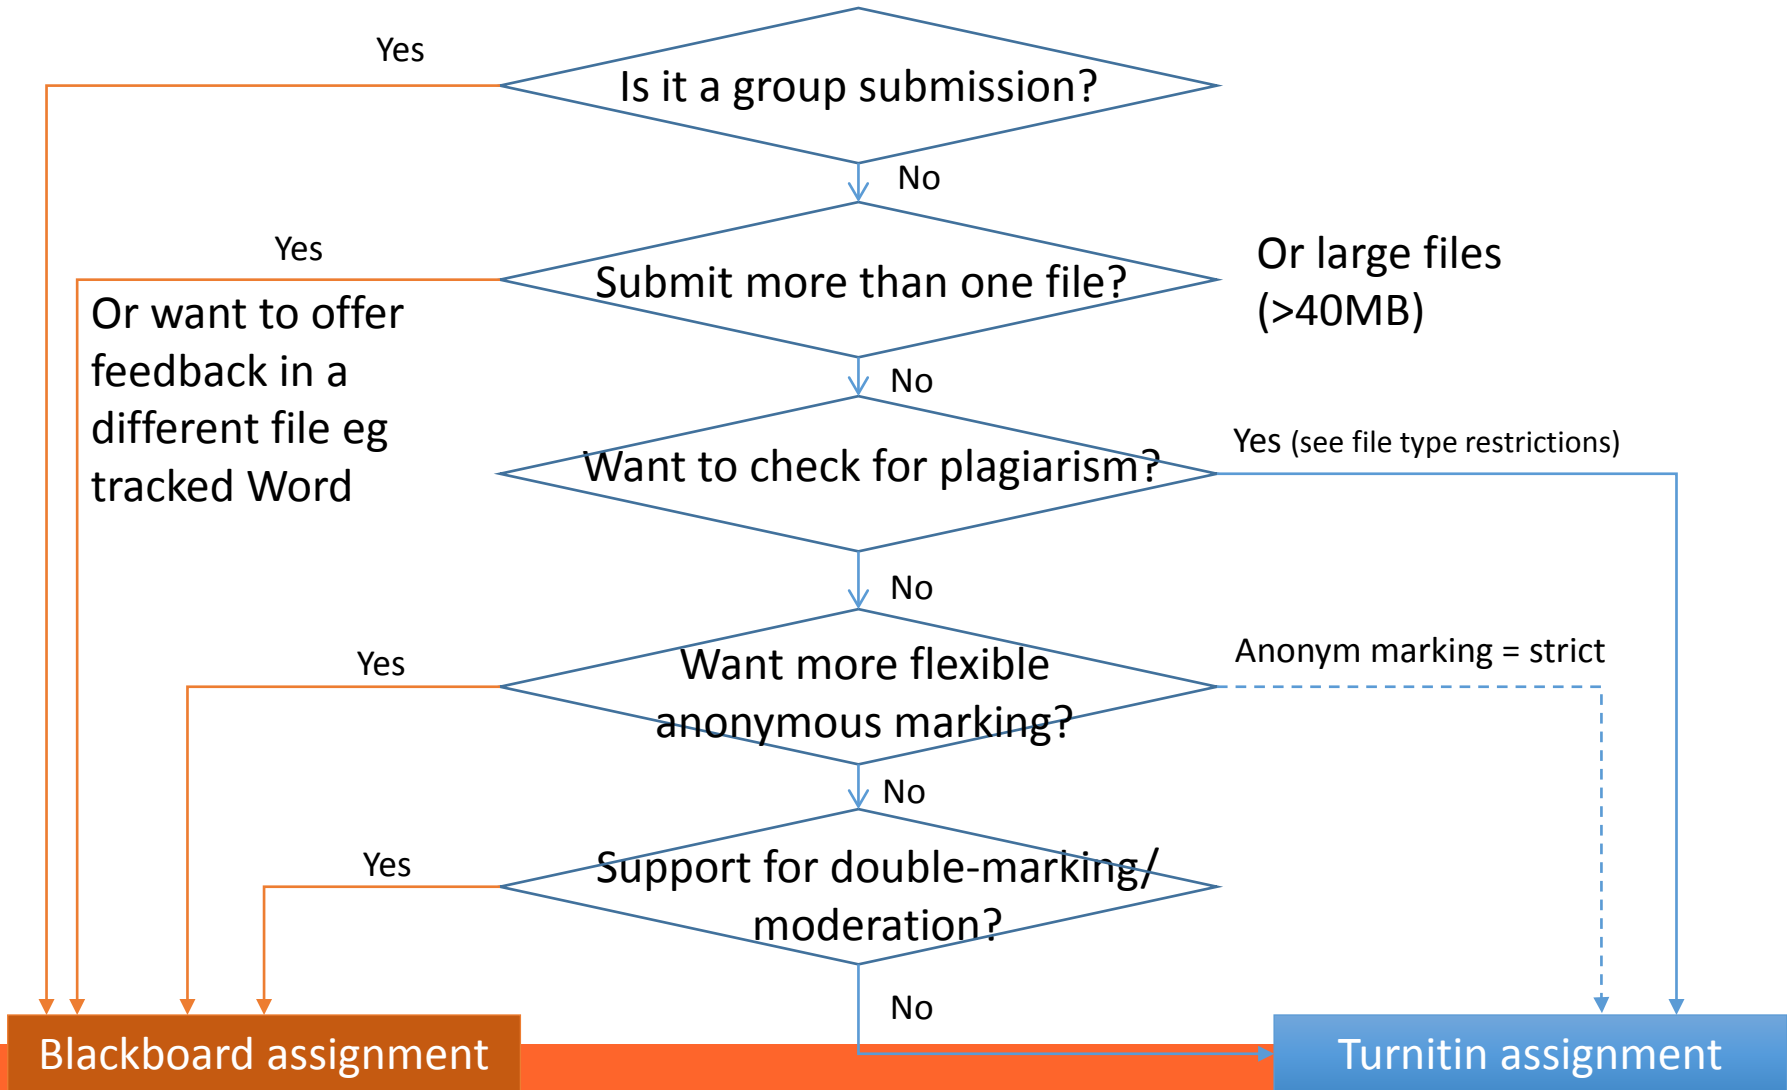 Yes
Is it a group submission?
No
Yes
Submit more than one file?
Or large files
(>40MB)
Or want to offer
feedback in a
different file eg
tracked Word
No
Want to check for plagiarism?
Yes (see file type restrictions)
No
Yes
Want more flexible
anonymous marking?
Anonym marking = strict
No
Yes
Support for double-marking/
moderation?
No
Blackboard assignment
Turnitin assignment